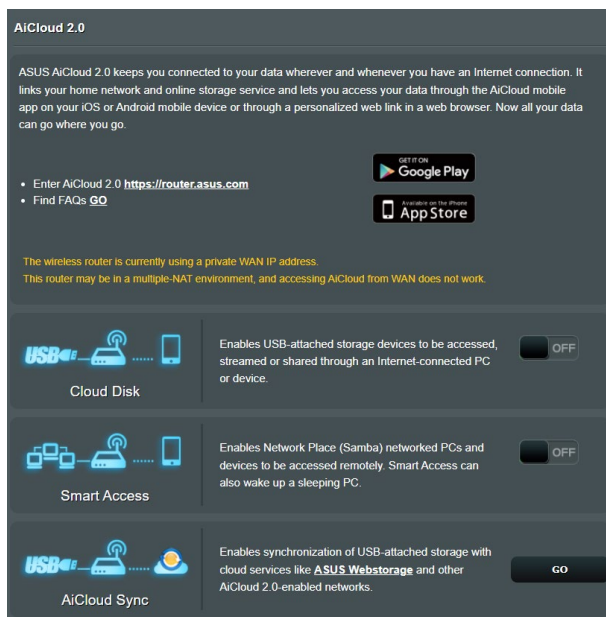 AiCloud 2.0
ASUS AiCloud 2.0 keeps you connected to your data wherever and whenever you have an Internet connection. It
links your home network and online storage service and lets you access your data through the AiCloud mobile
app on your iOS or Android mobile device or through a personalized web link in a web browser. Now all your data
can go where you go.
GET IT ON
Google Play
Enter AiCloud 2.0 https://router.asus.com
Find FAQs GO
Available on the iPhone
App Store
The wireless router is currently using a private WAN IP address.
This router may be in a multiple-NAT environment, and accessing AiCloud from WAN does not work.
USB
Cloud Disk
Enables USB-attached storage devices to be accessed,
streamed or shared through an Internet-connected PC
or device.
OFF
Smart Access
Enables Network Place (Samba) networked PCs and
devices to be accessed remotely. Smart Access can
also wake up a sleeping PC.
OFF
USB
AiCloud Sync
Enables synchronization of USB-attached storage with
cloud services like ASUS Webstorage and other
AiCloud 2.0-enabled networks.
GO